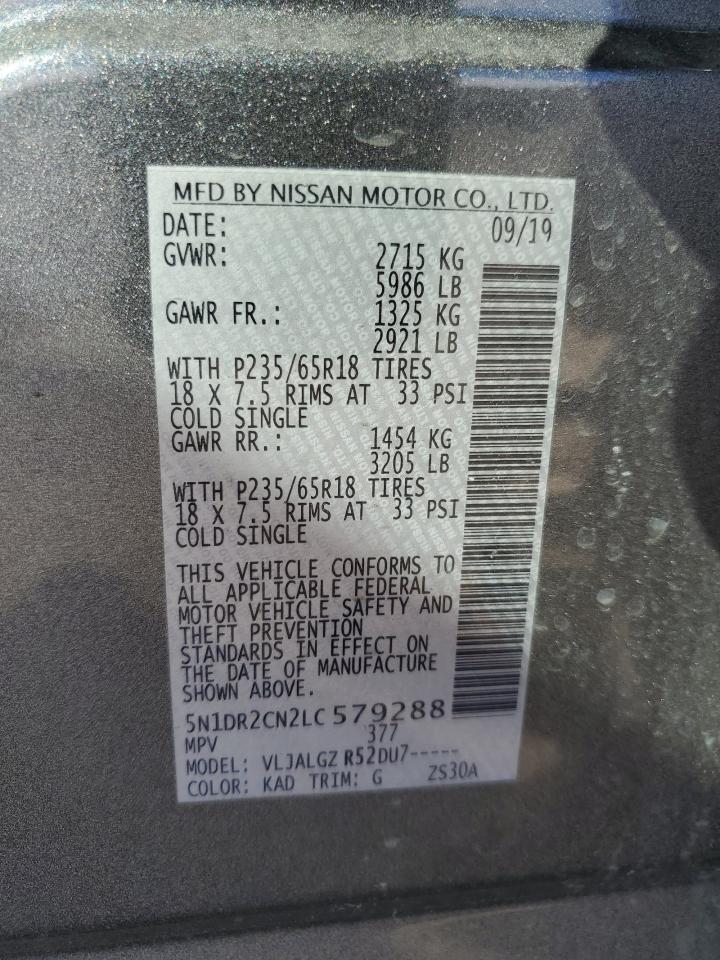 MFD BY NISSAN MOTOR CO., LTD.
DATE: 09/19
GVWR: 2715 KG
5986 LB
GAWR FR.: 1325 KG
2921 LB
WITH P235/65R18 TIRES
18 X 7.5 RIMS AT 33 PSI
COLD SINGLE
GAWR RR.: 1454 KG
3205 LB
WITH P235/65R18 TIRES
18 X 7.5 RIMS AT 33 PSI
COLD SINGLE
THIS VEHICLE CONFORMS TO
ALL APPLICABLE FEDERAL
MOTOR VEHICLE SAFETY AND
THEFT PREVENTION
STANDARDS IN EFFECT ON
THE DATE OF MANUFACTURE
SHOWN ABOVE.
5N1DR2CN2LC 579288
MPV 377
MODEL: VLJALGZ R52DU7-----
COLOR: KAD TRIM: G ZS30A